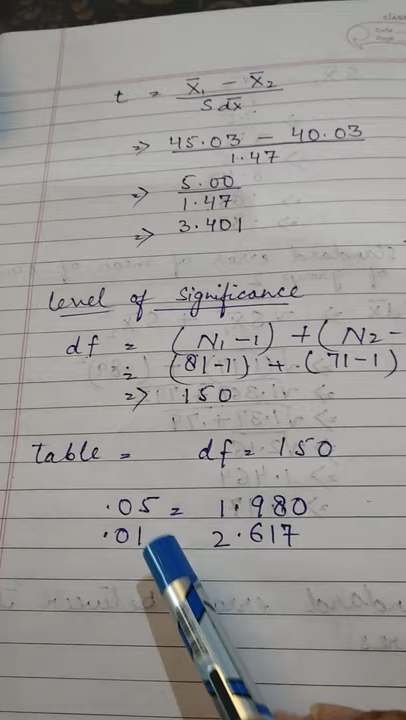 t = X̄₁ - X̄₂
S dx̄
=> 45.03 - 40.03
1.47
=> 5.00
1.47
=> 3.401
level of significance
df = (N₁-1) + (N₂-
= (81-1) + (71-1)
=> 150
Table = df = 150
.05 = 1.980
.01 2.617